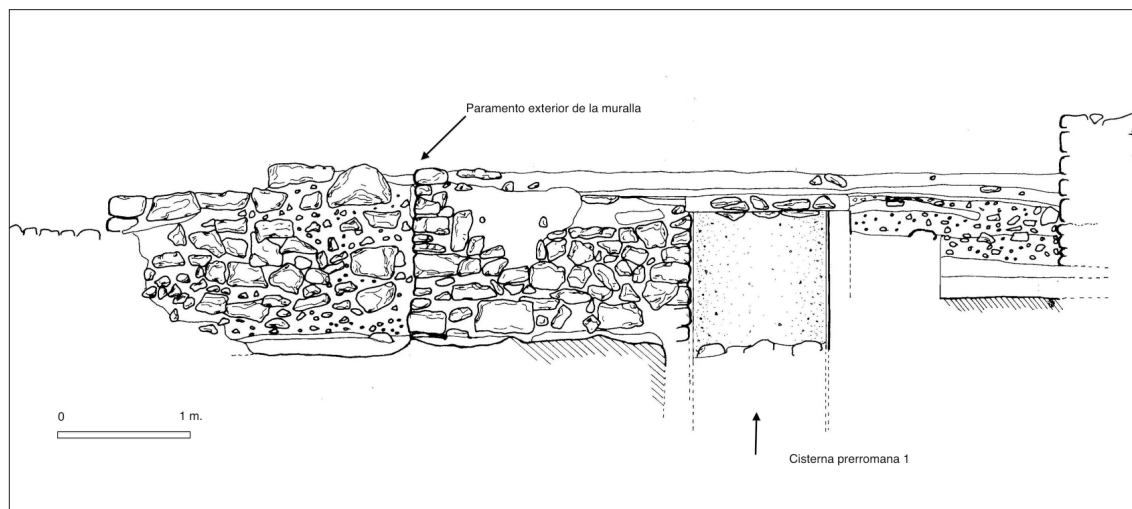 Paramento exterior de la muralla
0 1 m.
Cisterna prerromana 1